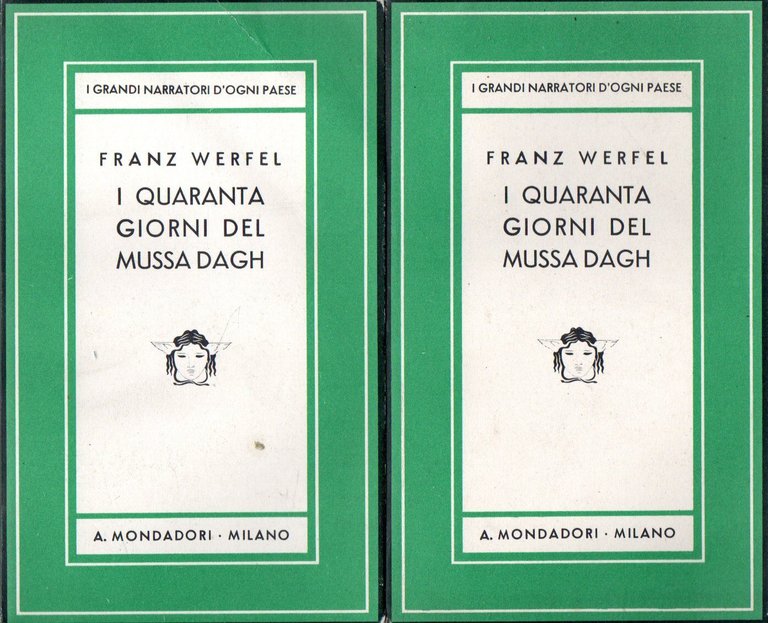 I GRANDI NARRATORI D'OGNI PAESE
FRANZ WERFEL
I QUARANTA
GIORNI DEL
MUSSA DAGH
A. MONDADORI · MILANO
I GRANDI NARRATORI D'OGNI PAESE
FRANZ WERFEL
I QUARANTA
GIORNI DEL
MUSSA DAGH
A. MONDADORI · MILANO